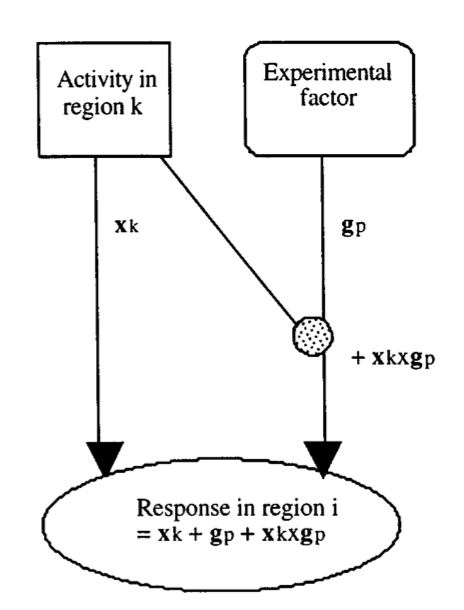 Activity in
region k
Experimental
factor
xk
gp
+ xkxgp
Response in region i
= xk + gp + xkxgp